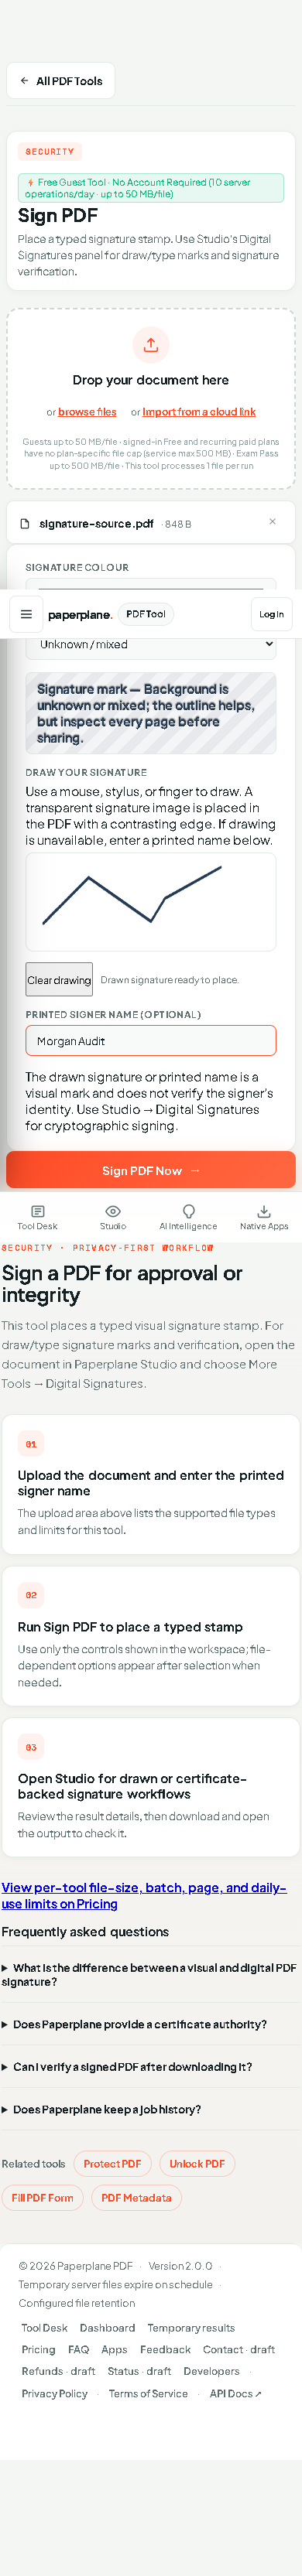 ← All PDF Tools
SECURITY
Free Guest Tool · No Account Required (10 server
operations/day · up to 50 MB/file)
Sign PDF
Place a typed signature stamp. Use Studio's Digital
Signatures panel for draw/type marks and signature
verification.
Drop your document here
or browse files or Import from a cloud link
Guests up to 50 MB/file · signed-in Free and recurring paid plans
have no plan-specific file cap (service max 500 MB) · Exam Pass
up to 500 MB/file · This tool processes 1 file per run
signature-source.pdf · 848 B ×
SIGNATURE COLOUR
paperplane. PDF Tool Log In
Unknown / mixed
Signature mark — Background is
unknown or mixed; the outline helps,
but inspect every page before
sharing.
DRAW YOUR SIGNATURE
Use a mouse, stylus, or finger to draw. A
transparent signature image is placed in
the PDF with a contrasting edge. If drawing
is unavailable, enter a printed name below.
Clear drawing Drawn signature ready to place.
PRINTED SIGNER NAME (OPTIONAL)
Morgan Audit
The drawn signature or printed name is a
visual mark and does not verify the signer's
identity. Use Studio → Digital Signatures
for cryptographic signing.
Sign PDF Now →
Tool Desk Studio AI Intelligence Native Apps
SECURITY · PRIVACY-FIRST WORKFLOW
Sign a PDF for approval or
integrity
This tool places a typed visual signature stamp. For
draw/type signature marks and verification, open the
document in Paperplane Studio and choose More
Tools → Digital Signatures.
01
Upload the document and enter the printed
signer name
The upload area above lists the supported file types
and limits for this tool.
02
Run Sign PDF to place a typed stamp
Use only the controls shown in the workspace; file-
dependent options appear after selection when
needed.
03
Open Studio for drawn or certificate-
backed signature workflows
Review the result details, then download and open
the output to check it.
View per-tool file-size, batch, page, and daily-
use limits on Pricing
Frequently asked questions
▶ What is the difference between a visual and digital PDF
signature?
▶ Does Paperplane provide a certificate authority?
▶ Can I verify a signed PDF after downloading it?
▶ Does Paperplane keep a job history?
Related tools Protect PDF Unlock PDF
Fill PDF Form PDF Metadata
© 2026 Paperplane PDF · Version 2.0.0 ·
Temporary server files expire on schedule ·
Configured file retention
Tool Desk Dashboard Temporary results
Pricing FAQ Apps Feedback Contact · draft
Refunds · draft Status · draft Developers ·
Privacy Policy · Terms of Service · API Docs ↗